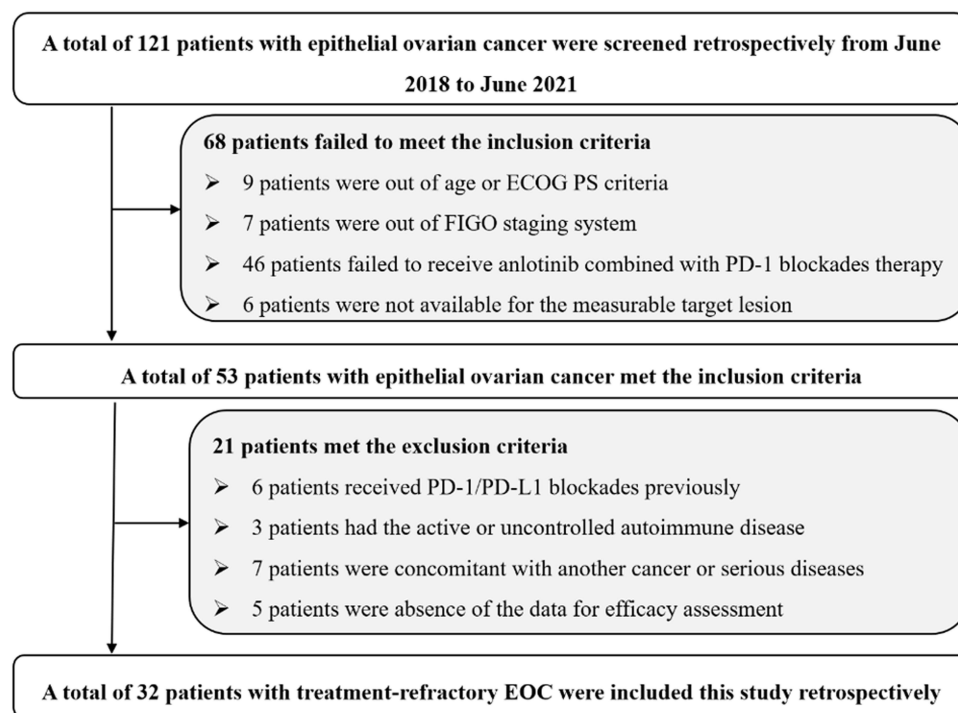 A total of 121 patients with epithelial ovarian cancer were screened retrospectively from June
2018 to June 2021
68 patients failed to meet the inclusion criteria
➢ 9 patients were out of age or ECOG PS criteria
➢ 7 patients were out of FIGO staging system
➢ 46 patients failed to receive anlotinib combined with PD-1 blockades therapy
➢ 6 patients were not available for the measurable target lesion
A total of 53 patients with epithelial ovarian cancer met the inclusion criteria
21 patients met the exclusion criteria
➢ 6 patients received PD-1/PD-L1 blockades previously
➢ 3 patients had the active or uncontrolled autoimmune disease
➢ 7 patients were concomitant with another cancer or serious diseases
➢ 5 patients were absence of the data for efficacy assessment
A total of 32 patients with treatment-refractory EOC were included this study retrospectively